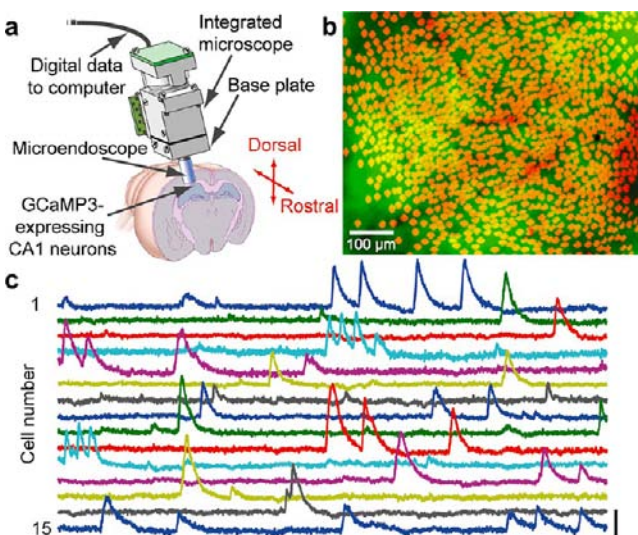 a
Integrated
microscope
Digital data
to computer
Base plate
Microendoscope
Dorsal
GCaMP3-
expressing
CA1 neurons
Rostral
b
100 µm
c
1
Cell number
15